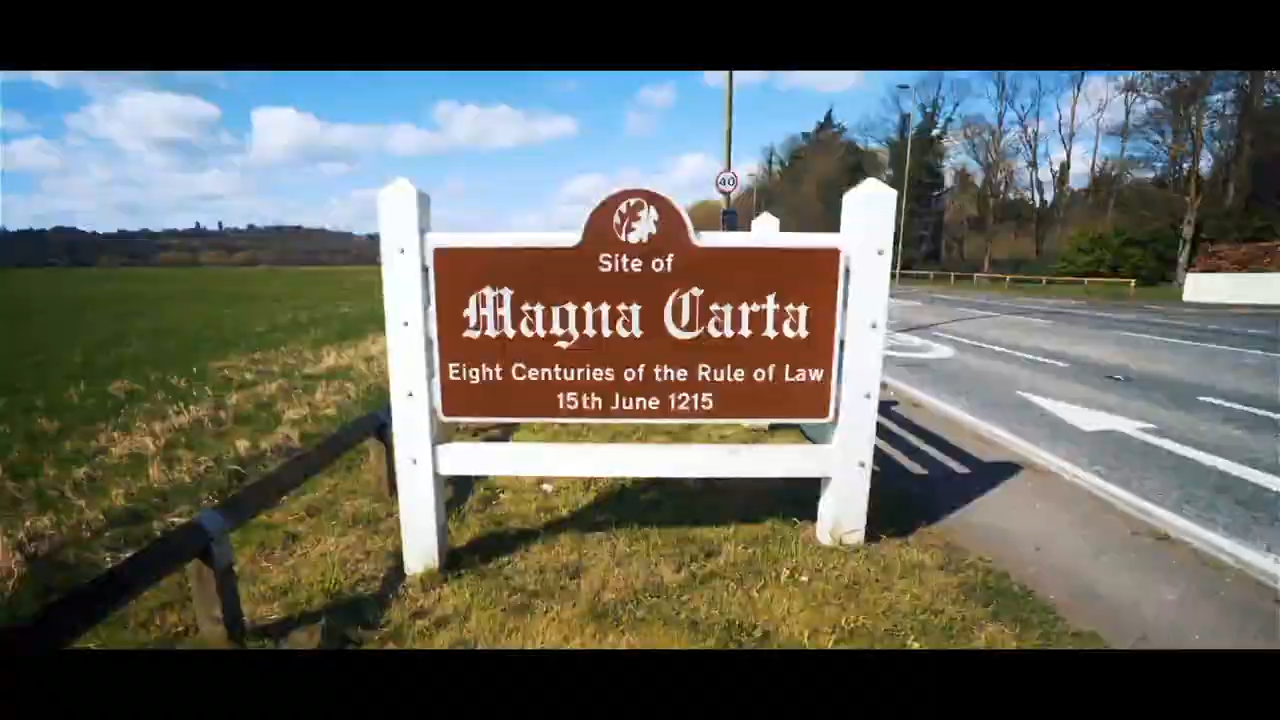 40
Site of
Magna Carta
Eight Centuries of the Rule of Law
15th June 1215